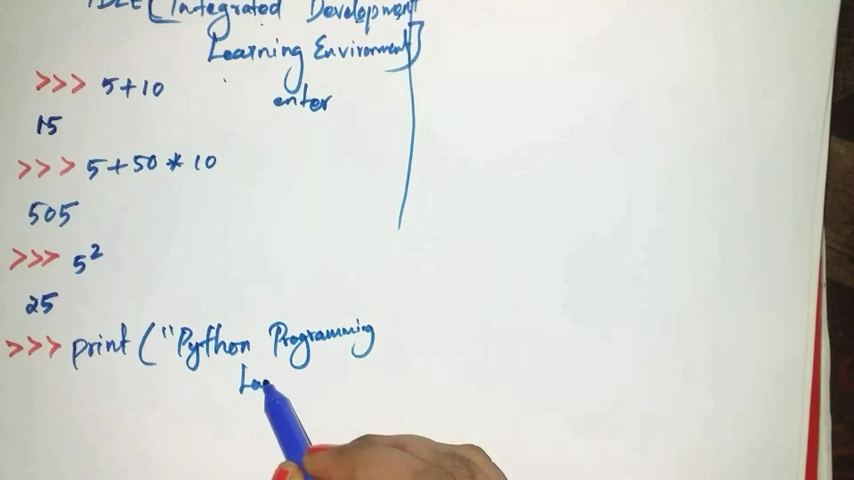 IDLE [Integrated Development
Learning Environment]
>>> 5+10
enter
15
>>> 5+50 * 10
505
>>> 5²
25
>>> print ("Python Programming
La